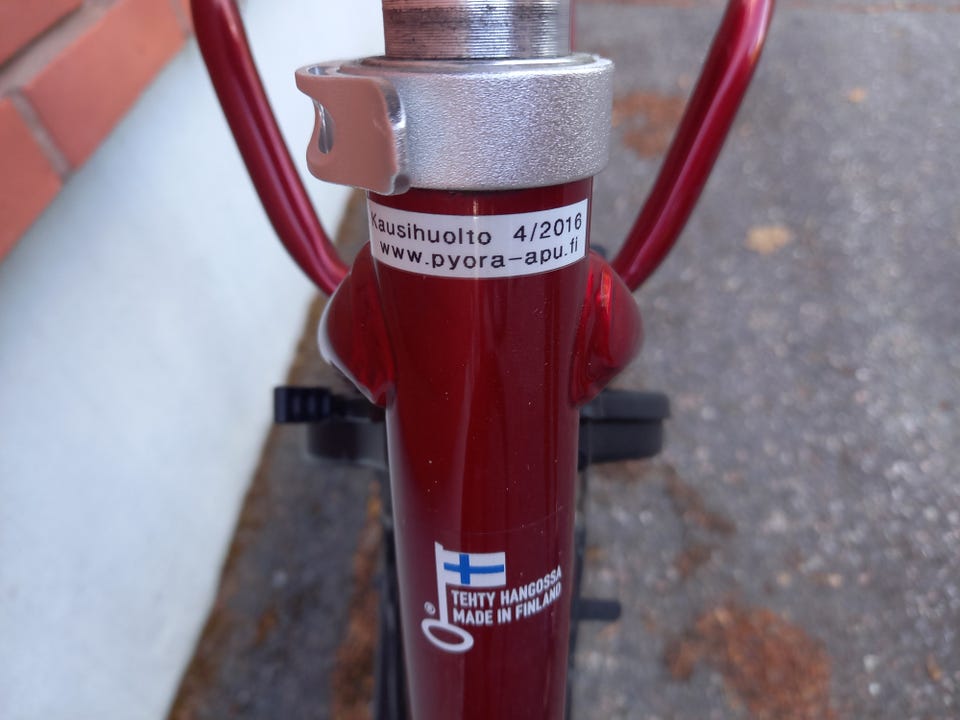 Kausihuolto 4/2016
www.pyora-apu.fi
TEHTY HANGOSSA
® MADE IN FINLAND